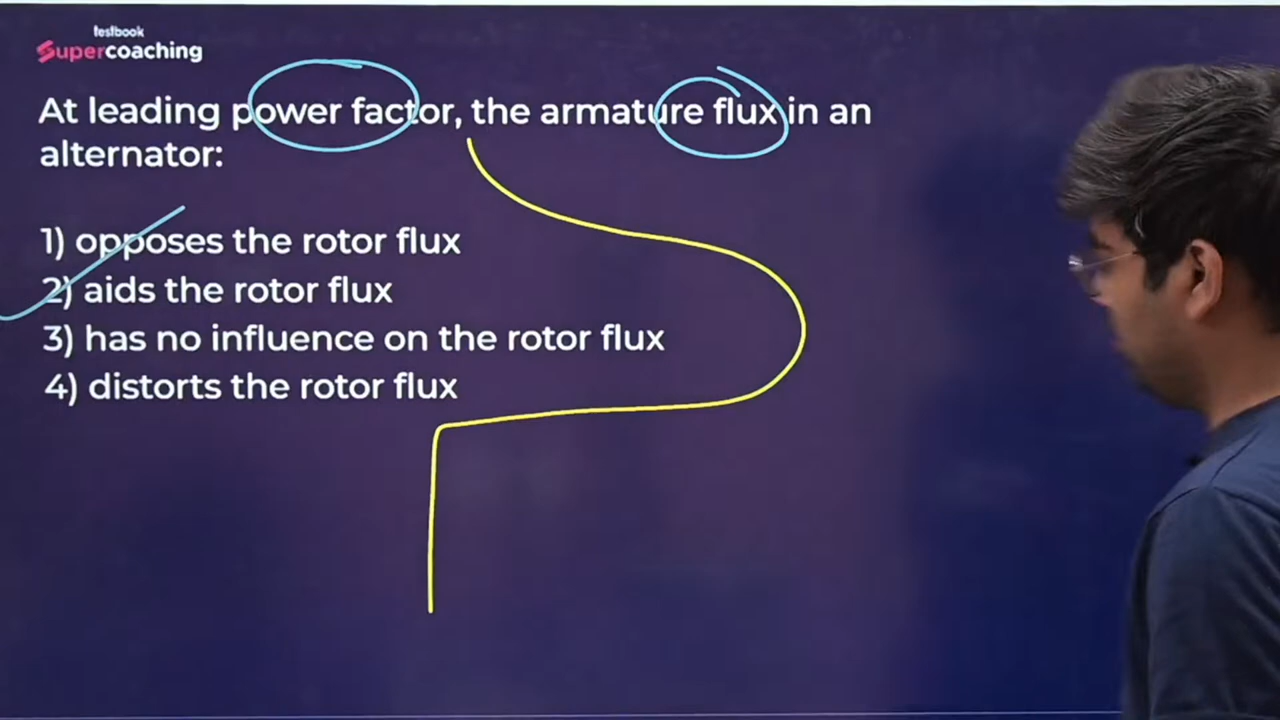 testbook
Supercoaching
At leading power factor, the armature flux in an
alternator:
1) opposes the rotor flux
2) aids the rotor flux
3) has no influence on the rotor flux
4) distorts the rotor flux